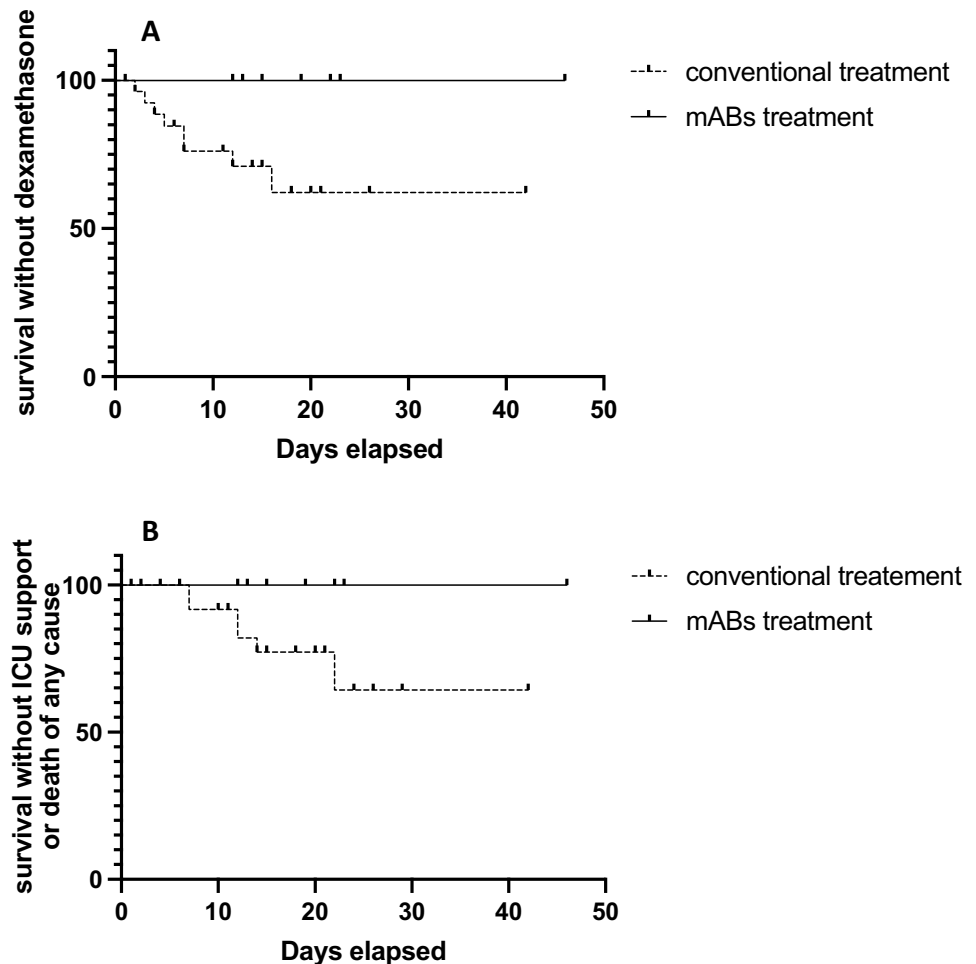 A
survival without dexamethasone
100
50
0
0 10 20 30 40 50
Days elapsed
conventional treatment
mABs treatment
B
survival without ICU support
or death of any cause
100
50
0
0 10 20 30 40 50
Days elapsed
conventional treatement
mABs treatment